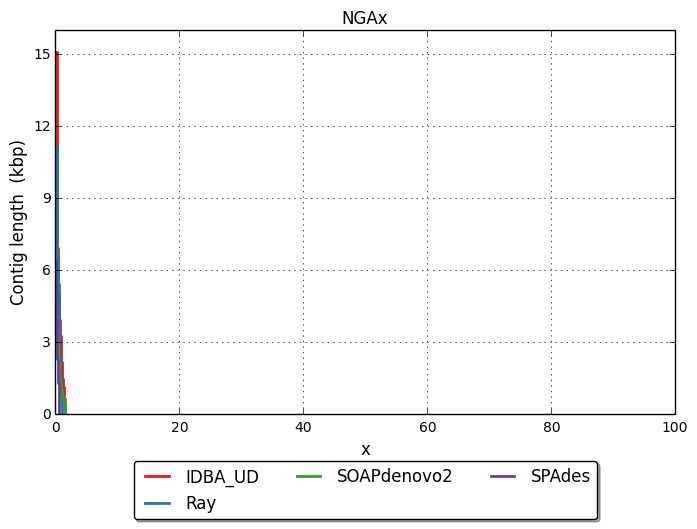 NGAx
Contig length (kbp)
15
12
9
6
3
0
0 20 40 60 80 100
x
IDBA_UD SOAPdenovo2 SPAdes
Ray